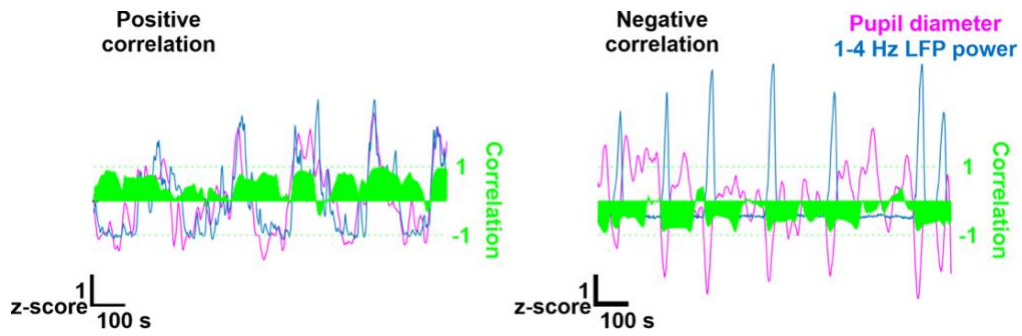 Positive
correlation
1
-1
Correlation
1
z-score
100 s
Negative
correlation
Pupil diameter
1-4 Hz LFP power
1
-1
Correlation
1
z-score
100 s